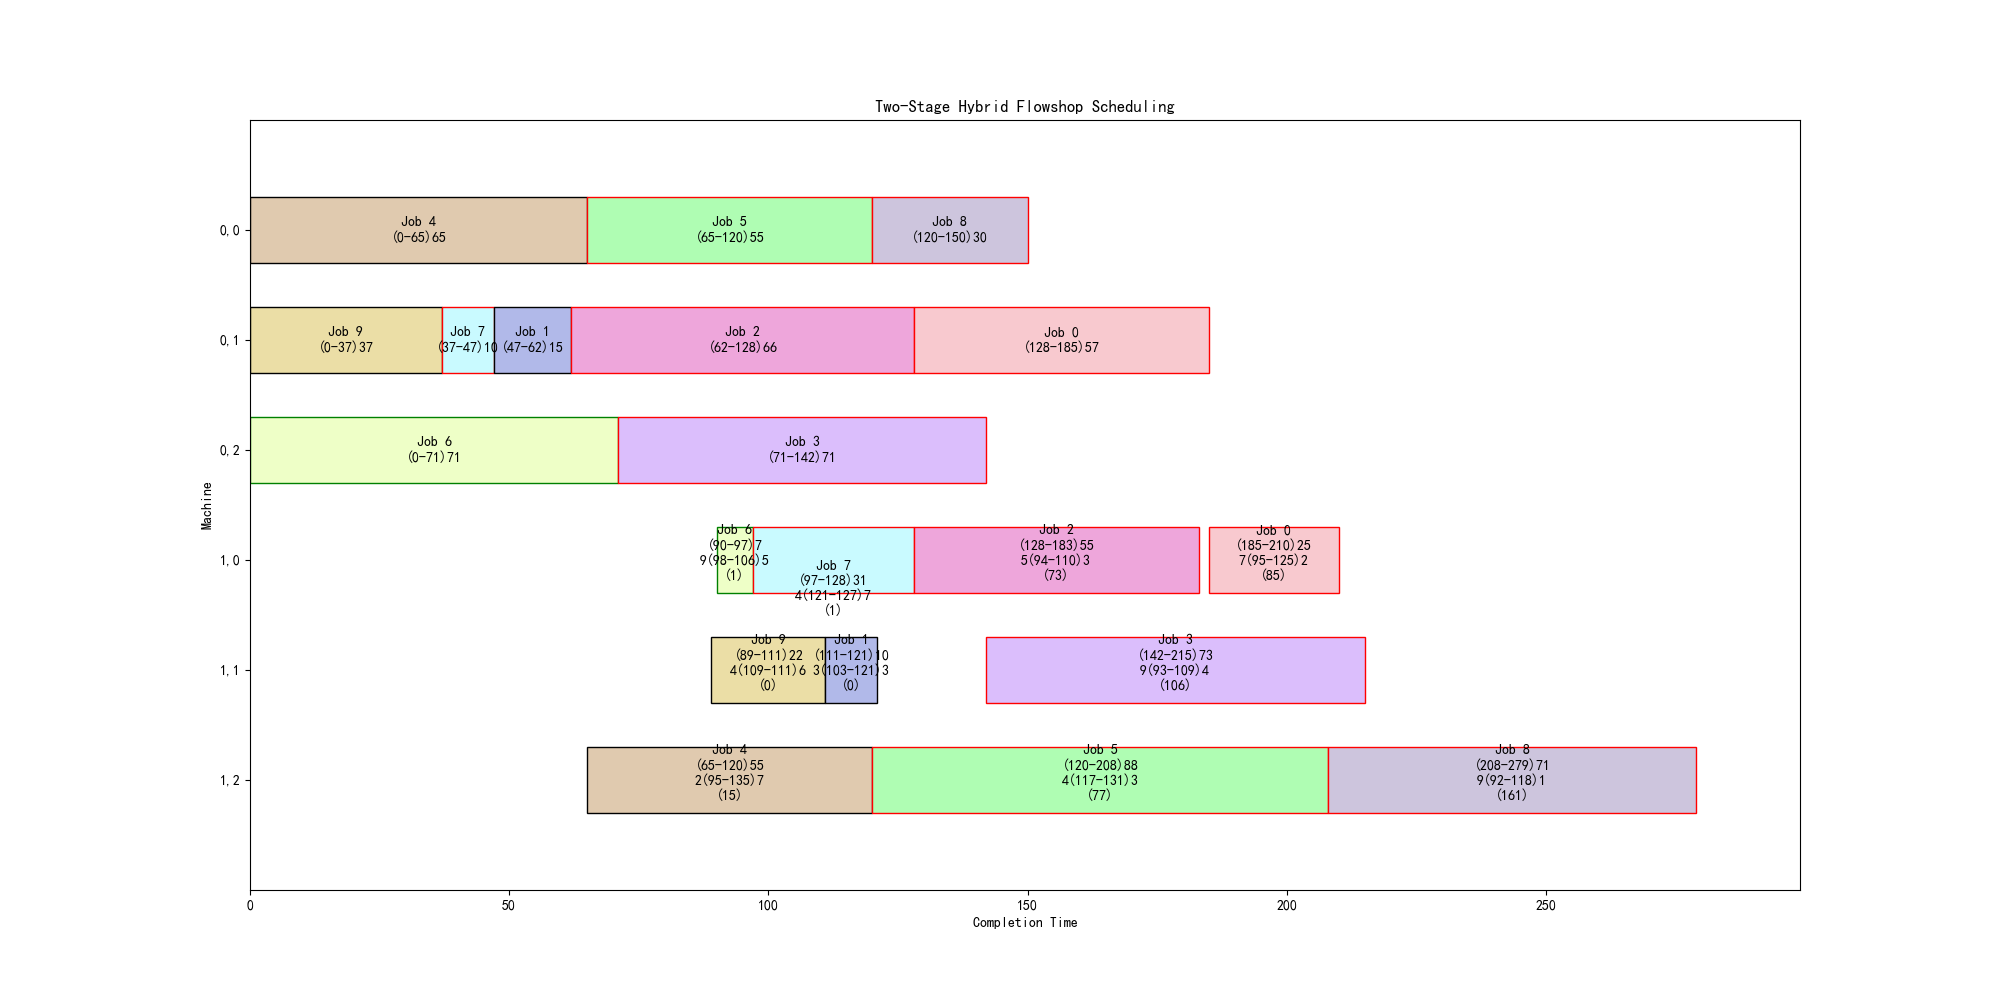 Two-Stage Hybrid Flowshop Scheduling
0,0
Job 4
(0-65)65
Job 5
(65-120)55
Job 8
(120-150)30
0,1
Job 9
(0-37)37
Job 7
(37-47)10
Job 1
(47-62)15
Job 2
(62-128)66
Job 0
(128-185)57
0,2
Job 6
(0-71)71
Job 3
(71-142)71
Machine
1,0
Job 6
(90-97)7
9(98-106)5
(1)
Job 7
(97-128)31
4(121-127)7
(1)
Job 2
(128-183)55
5(94-110)3
(73)
Job 0
(185-210)25
7(95-125)2
(85)
1,1
Job 9
(89-111)22
4(109-111)6
(0)
Job 1
(111-121)10
3(103-121)3
(0)
Job 3
(142-215)73
9(93-109)4
(106)
1,2
Job 4
(65-120)55
2(95-135)7
(15)
Job 5
(120-208)88
4(117-131)3
(77)
Job 8
(208-279)71
9(92-118)1
(161)
0
50
100
150
200
250
Completion Time